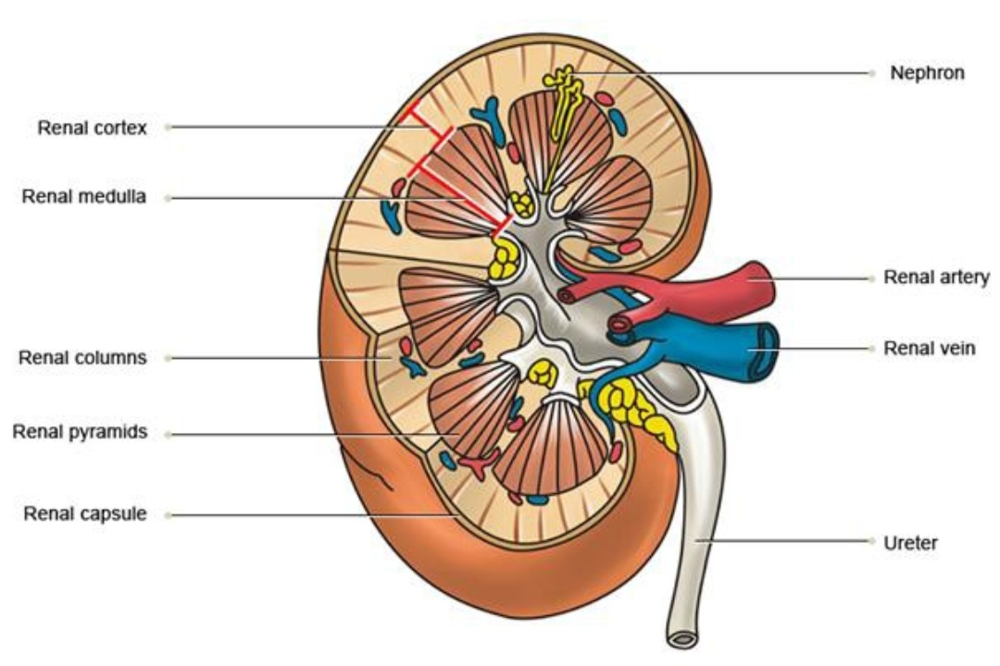 Nephron
Renal cortex
Renal medulla
Renal artery
Renal vein
Renal columns
Renal pyramids
Renal capsule
Ureter